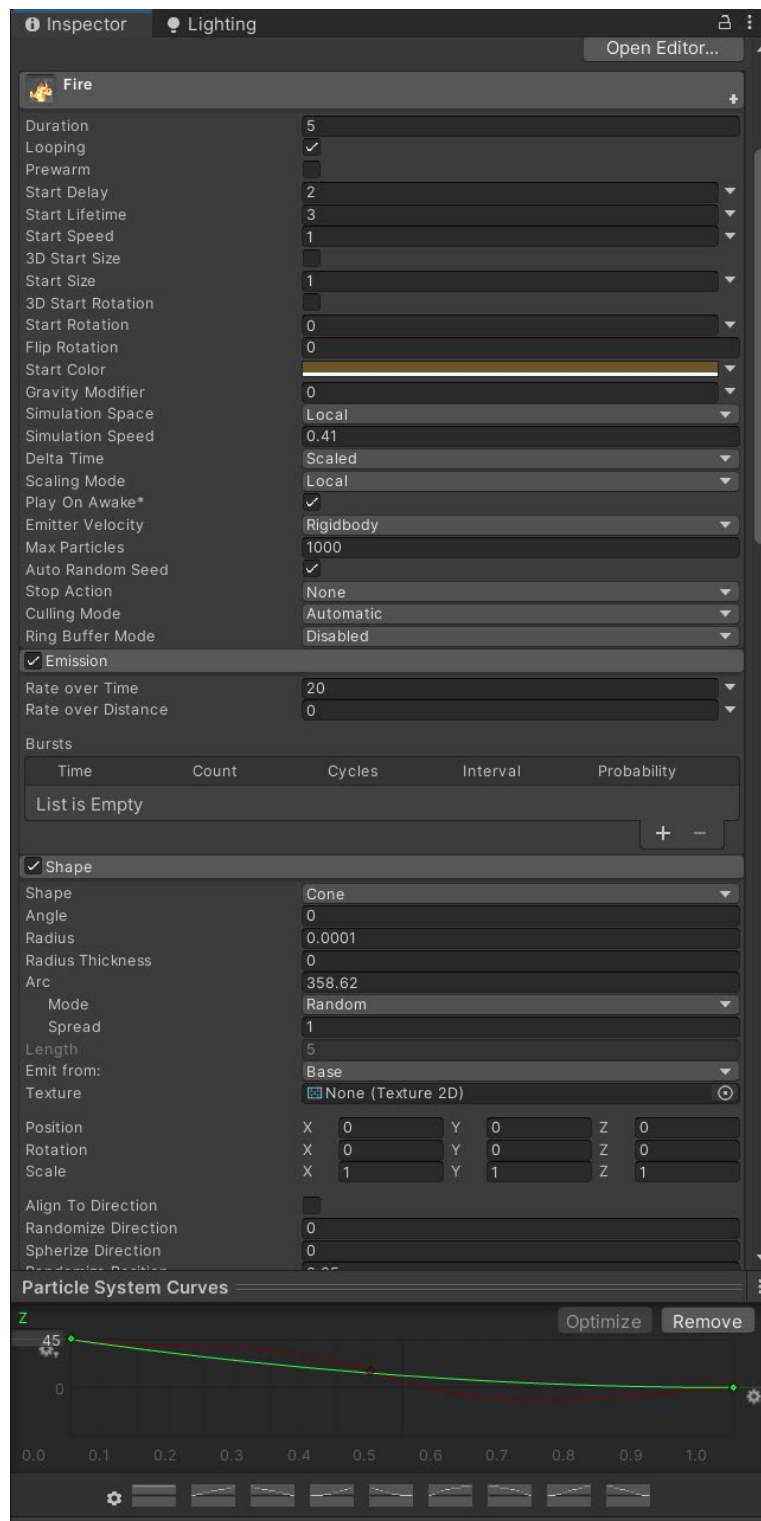 Inspector Lighting
Open Editor...
Fire
Duration 5
Looping
Prewarm
Start Delay 2
Start Lifetime 3
Start Speed 1
3D Start Size
Start Size 1
3D Start Rotation
Start Rotation 0
Flip Rotation 0
Start Color
Gravity Modifier 0
Simulation Space Local
Simulation Speed 0.41
Delta Time Scaled
Scaling Mode Local
Play On Awake*
Emitter Velocity Rigidbody
Max Particles 1000
Auto Random Seed
Stop Action None
Culling Mode Automatic
Ring Buffer Mode Disabled
Emission
Rate over Time 20
Rate over Distance 0
Bursts
Time Count Cycles Interval Probability
List is Empty
Shape
Shape Cone
Angle 0
Radius 0.0001
Radius Thickness 0
Arc 358.62
Mode Random
Spread 1
Length 5
Emit from: Base
Texture None (Texture 2D)
Position X 0 Y 0 Z 0
Rotation X 0 Y 0 Z 0
Scale X 1 Y 1 Z 1
Align To Direction
Randomize Direction 0
Spherize Direction 0
Particle System Curves
Z Optimize Remove
45
0
0.0 0.1 0.2 0.3 0.4 0.5 0.6 0.7 0.8 0.9 1.0